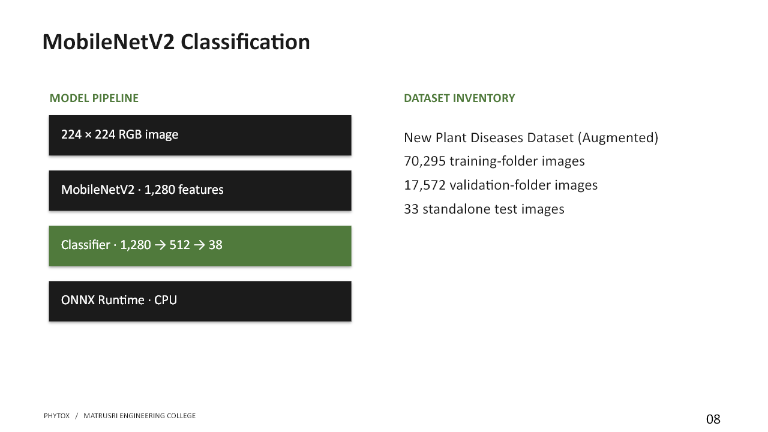 MobileNetV2 Classification
MODEL PIPELINE
224 × 224 RGB image
MobileNetV2 · 1,280 features
Classifier · 1,280 → 512 → 38
ONNX Runtime · CPU
DATASET INVENTORY
New Plant Diseases Dataset (Augmented)
70,295 training-folder images
17,572 validation-folder images
33 standalone test images
PHYTOX / MATRUSRI ENGINEERING COLLEGE
08